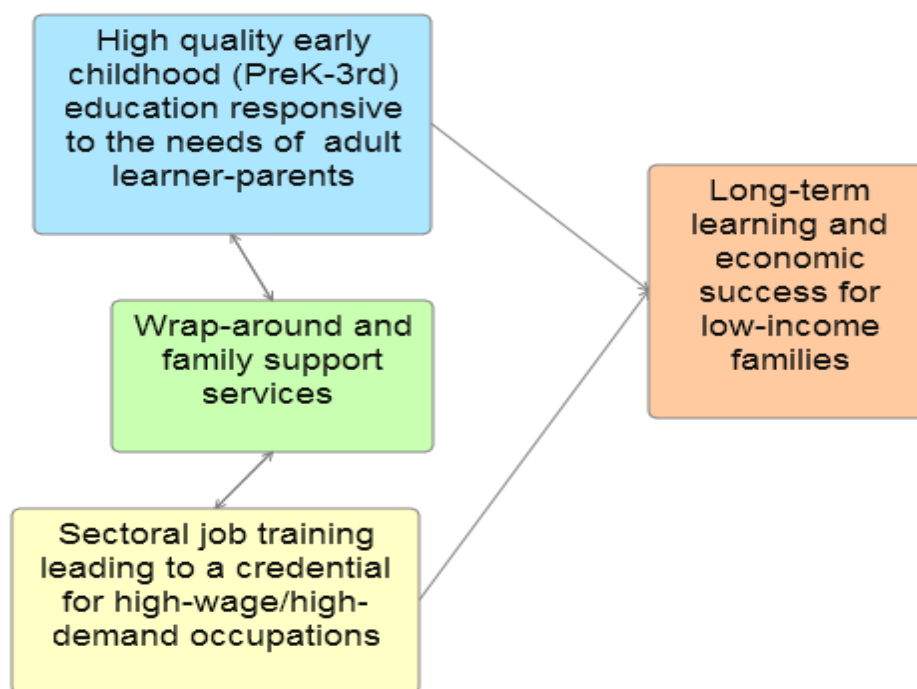 High quality early
childhood (PreK-3rd)
education responsive
to the needs of  adult
learner-parents
Wrap-around and
family support
services
Sectoral job training
leading to a credential
for high-wage/high-
demand occupations
Long-term
learning and
economic
success for
low-income
families